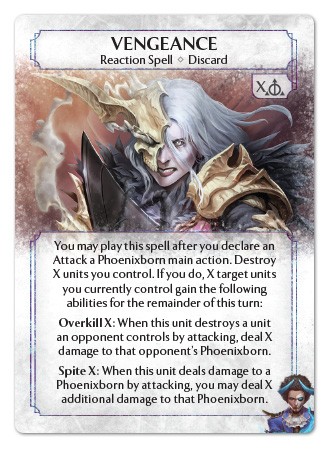 VENGEANCE
Reaction Spell ◇ Discard
X
You may play this spell after you declare an
Attack a Phoenixborn main action. Destroy
X units you control. If you do, X target units
you currently control gain the following
abilities for the remainder of this turn:
Overkill X: When this unit destroys a unit
an opponent controls by attacking, deal X
damage to that opponent's Phoenixborn.
Spite X: When this unit deals damage to a
Phoenixborn by attacking, you may deal X
additional damage to that Phoenixborn.